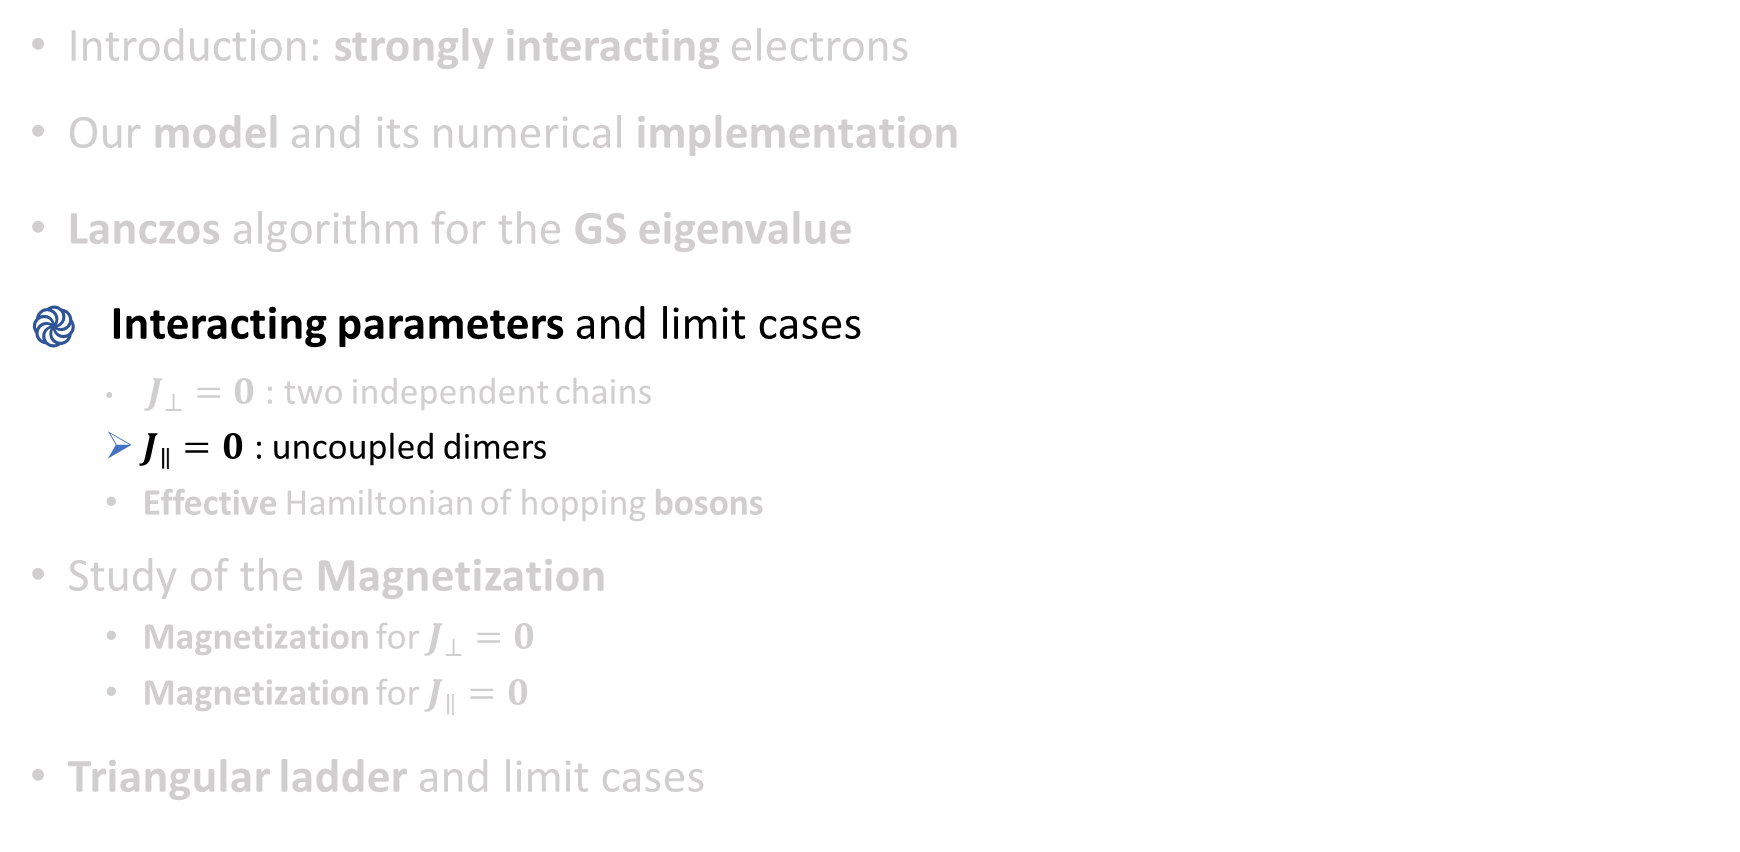 • Introduction: strongly interacting electrons
• Our model and its numerical implementation
• Lanczos algorithm for the GS eigenvalue
Interacting parameters and limit cases
• J⊥ = 0 : two independent chains
➢ J∥ = 0 : uncoupled dimers
• Effective Hamiltonian of hopping bosons
• Study of the Magnetization
• Magnetization for J⊥ = 0
• Magnetization for J∥ = 0
• Triangular ladder and limit cases